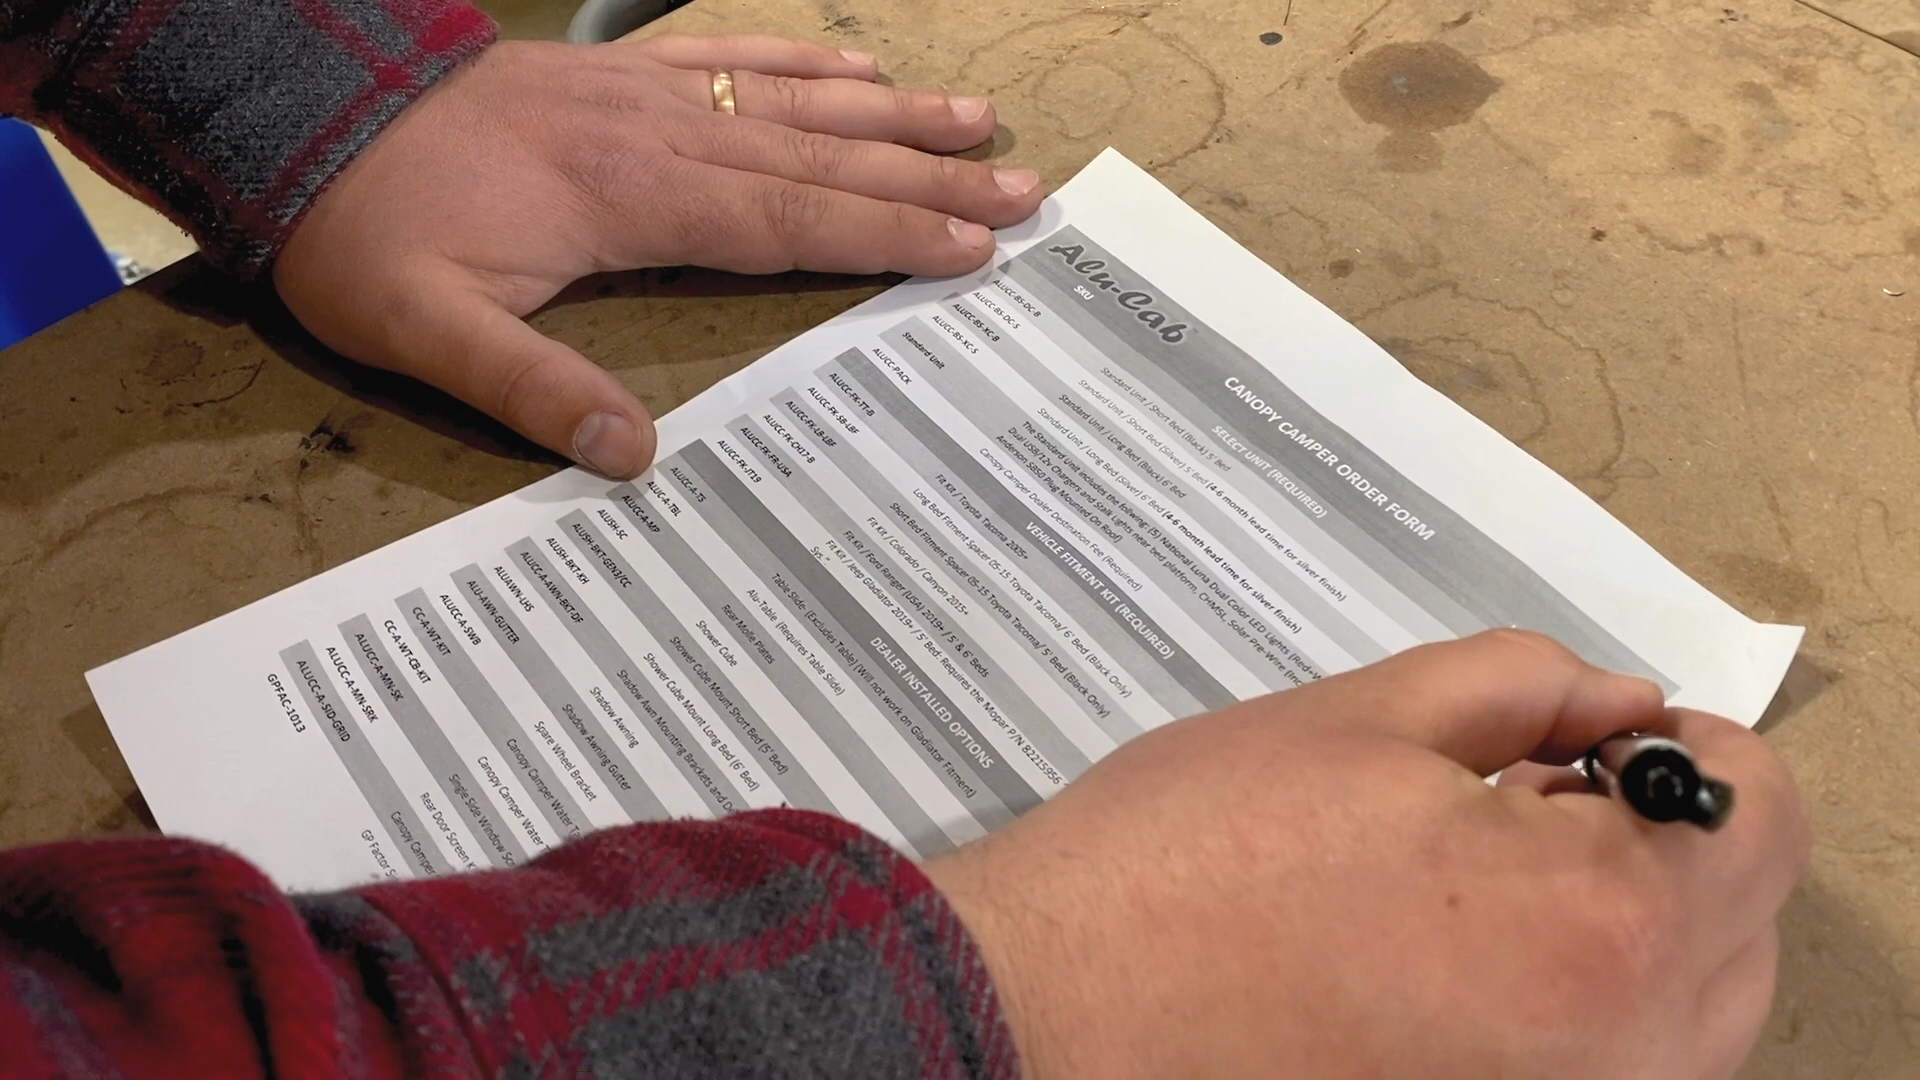 Alu-Cab
CANOPY CAMPER ORDER FORM
SKU SELECT UNIT (REQUIRED)
ALUCC-BS-DC-B Standard Unit / Short Bed (Black) 5' Bed
ALUCC-BS-DC-S Standard Unit / Short Bed (Silver) 5' Bed (4-6 month lead time for silver finish)
ALUCC-BS-XC-B Standard Unit / Long Bed (Black) 6' Bed
ALUCC-BS-XC-S Standard Unit / Long Bed (Silver) 6' Bed (4-6 month lead time for silver finish)
Standard Unit The Standard Unit includes the following: (5) National Luna Dual Color LED Lights (Red+W
Dual USB/12v Chargers and Stalk Lights near bed platform, CHMSL, Solar Pre-Wire (Inc
Anderson SB50 Plug Mounted On Roof)
ALUCC-PACK Canopy Camper Dealer Destination Fee (Required)
VEHICLE FITMENT KIT (REQUIRED)
ALUCC-FK-TT-B Fit Kit / Toyota Tacoma 2005+
ALUCC-FK-SB-LBF Long Bed Fitment Spacer 05-15 Toyota Tacoma/ 6' Bed (Black Only)
ALUCC-FK-LB-LBF Short Bed Fitment Spacer 05-15 Toyota Tacoma/ 5' Bed (Black Only)
ALUCC-FK-CH17-B Fit Kit / Colorado / Canyon 2015+
ALUCC-FK-FR-USA Fit Kit / Ford Ranger (USA) 2019+ / 5' & 6' Beds
ALUCC-FK-JT19 Fit Kit / Jeep Gladiator 2019+ / 5' Bed: Requires the Mopar P/N 82215956
Sys.
DEALER INSTALLED OPTIONS
ALUCC-A-TS Table Slide- (Excludes Table) (Will not work on Gladiator Fitment)
ALUC-A-TBL Alu-Table (Requires Table Slide)
ALUCC-A-MP Rear Molle Plates
ALUSH-SC Shower Cube
ALUSH-BKT-GEN3/CC Shower Cube Mount Short Bed (5' Bed)
ALUSH-BKT-KH Shower Cube Mount Long Bed (6' Bed)
ALUCC-A-AWN-BKT-DF Shadow Awn Mounting Brackets and
ALUAWN-LHS Shadow Awning
ALU-AWN-GUTTER Shadow Awning Gutter
ALUCC-A-SWB Spare Wheel Bracket
CC-A-WT-KIT Canopy Camper Water Ta
CC-A-WT-CB-KIT Canopy Camper Water T
ALUCC-A-MN-SK Single Side Window Scr
ALUCC-A-MN-SRK Rear Door Screen K
ALUCC-A-SID-GRID Canopy Camper
GPFAC-1013 GP Factor S